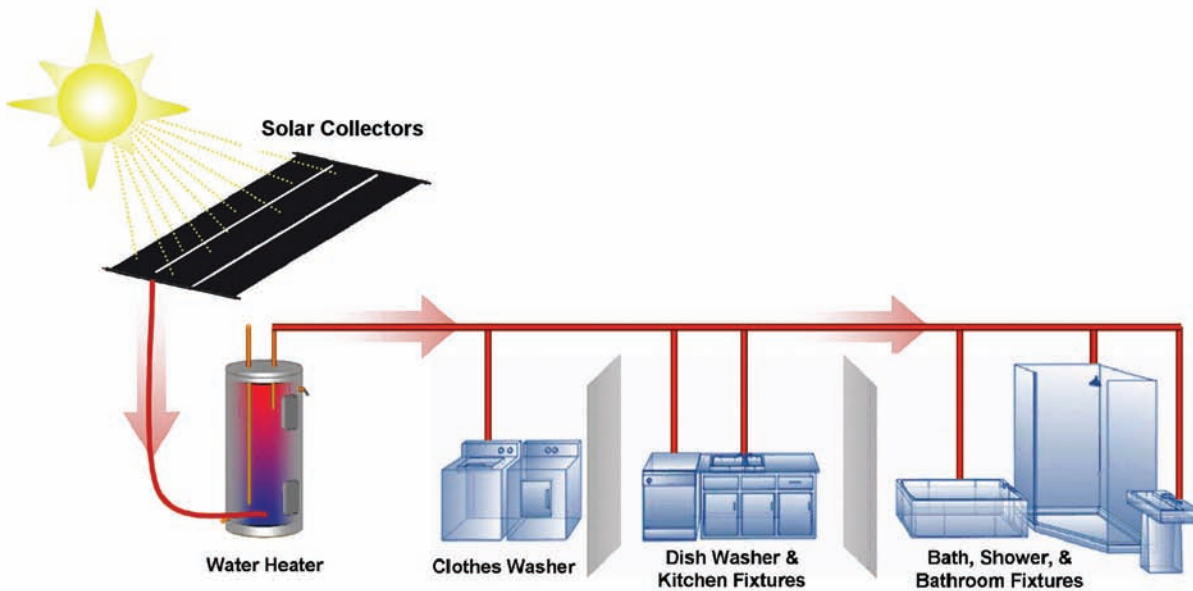 Solar Collectors
Water Heater
Clothes Washer
Dish Washer &
Kitchen Fixtures
Bath, Shower, &
Bathroom Fixtures